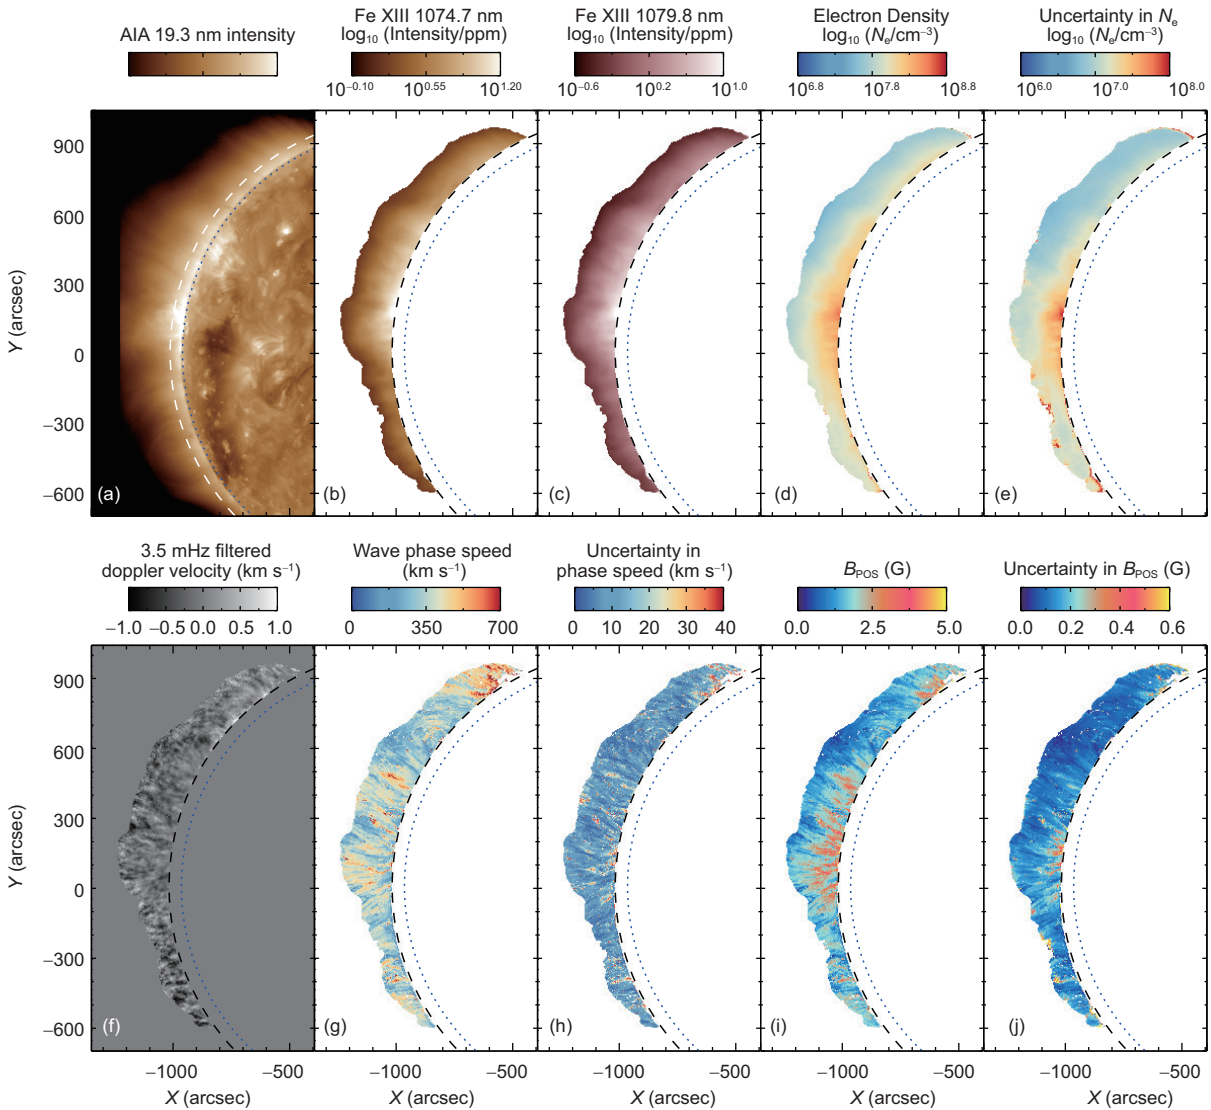 AIA 19.3 nm intensity
Fe XIII 1074.7 nm
log₁₀ (Intensity/ppm)
10⁻⁰·¹⁰ 10⁰·⁵⁵ 10¹·²⁰
Fe XIII 1079.8 nm
log₁₀ (Intensity/ppm)
10⁻⁰·⁶ 10⁰·² 10¹·⁰
Electron Density
log₁₀ (Nₑ/cm⁻³)
10⁶·⁸ 10⁷·⁸ 10⁸·⁸
Uncertainty in Nₑ
log₁₀ (Nₑ/cm⁻³)
10⁶·⁰ 10⁷·⁰ 10⁸·⁰
Y (arcsec)
900
600
300
0
−300
−600
(a) (b) (c) (d) (e)
3.5 mHz filtered
doppler velocity (km s⁻¹)
−1.0 −0.5 0.0 0.5 1.0
Wave phase speed
(km s⁻¹)
0 350 700
Uncertainty in
phase speed (km s⁻¹)
0 10 20 30 40
B_POS (G)
0.0 2.5 5.0
Uncertainty in B_POS (G)
0.0 0.2 0.4 0.6
Y (arcsec)
900
600
300
0
−300
−600
(f) (g) (h) (i) (j)
−1000 −500 −1000 −500 −1000 −500 −1000 −500 −1000 −500
X (arcsec) X (arcsec) X (arcsec) X (arcsec) X (arcsec)